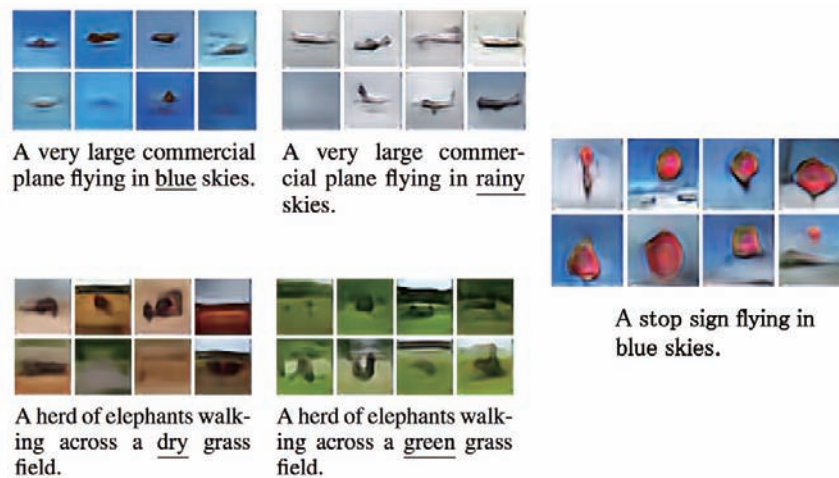 A very large commercial
plane flying in blue skies.
A very large commer-
cial plane flying in rainy
skies.
A stop sign flying in
blue skies.
A herd of elephants walk-
ing across a dry grass
field.
A herd of elephants walk-
ing across a green grass
field.